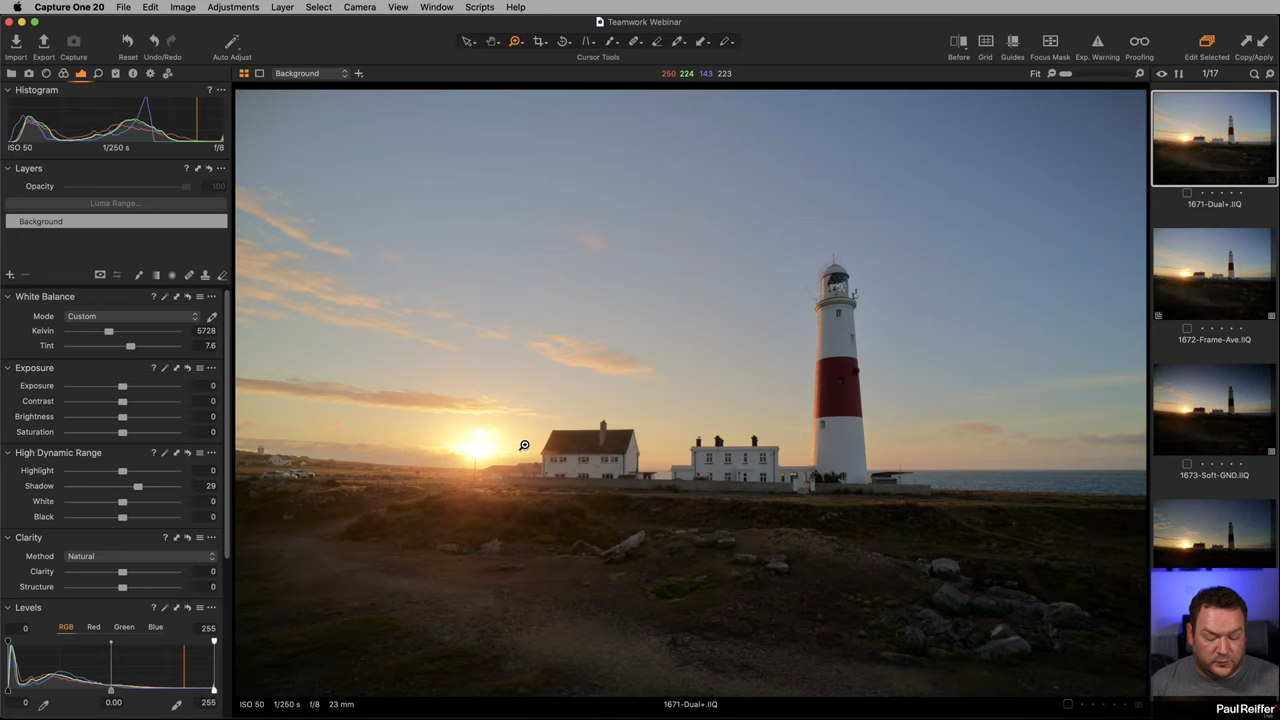 Capture One 20 File Edit Image Adjustments Layer Select Camera View Window Scripts Help
Teamwork Webinar
Import Export Capture Reset Undo/Redo Auto Adjust Cursor Tools Before Grid Guides Focus Mask Exp. Warning Proofing Edit Selected Copy/Apply
Background 250 224 143 223 Fit 1/17
Histogram ? ...
ISO 50 1/250 s f/8
Layers ?
Opacity 100
Luma Range...
Background
White Balance ? ...
Mode Custom
Kelvin 5728
Tint 7.6
Exposure ? ...
Exposure 0
Contrast 0
Brightness 0
Saturation 0
High Dynamic Range ? ...
Highlight 0
Shadow 29
White 0
Black 0
Clarity ? ...
Method Natural
Clarity 0
Structure 0
Levels ? ...
0 RGB Red Green Blue 255
0 0.00 255
ISO 50 1/250 s f/8 23 mm 1671-Dual+.IIQ
1671-Dual+.IIQ
1672-Frame-Ave.IIQ
1673-Soft-GND.IIQ
Paul Reiffer
Live